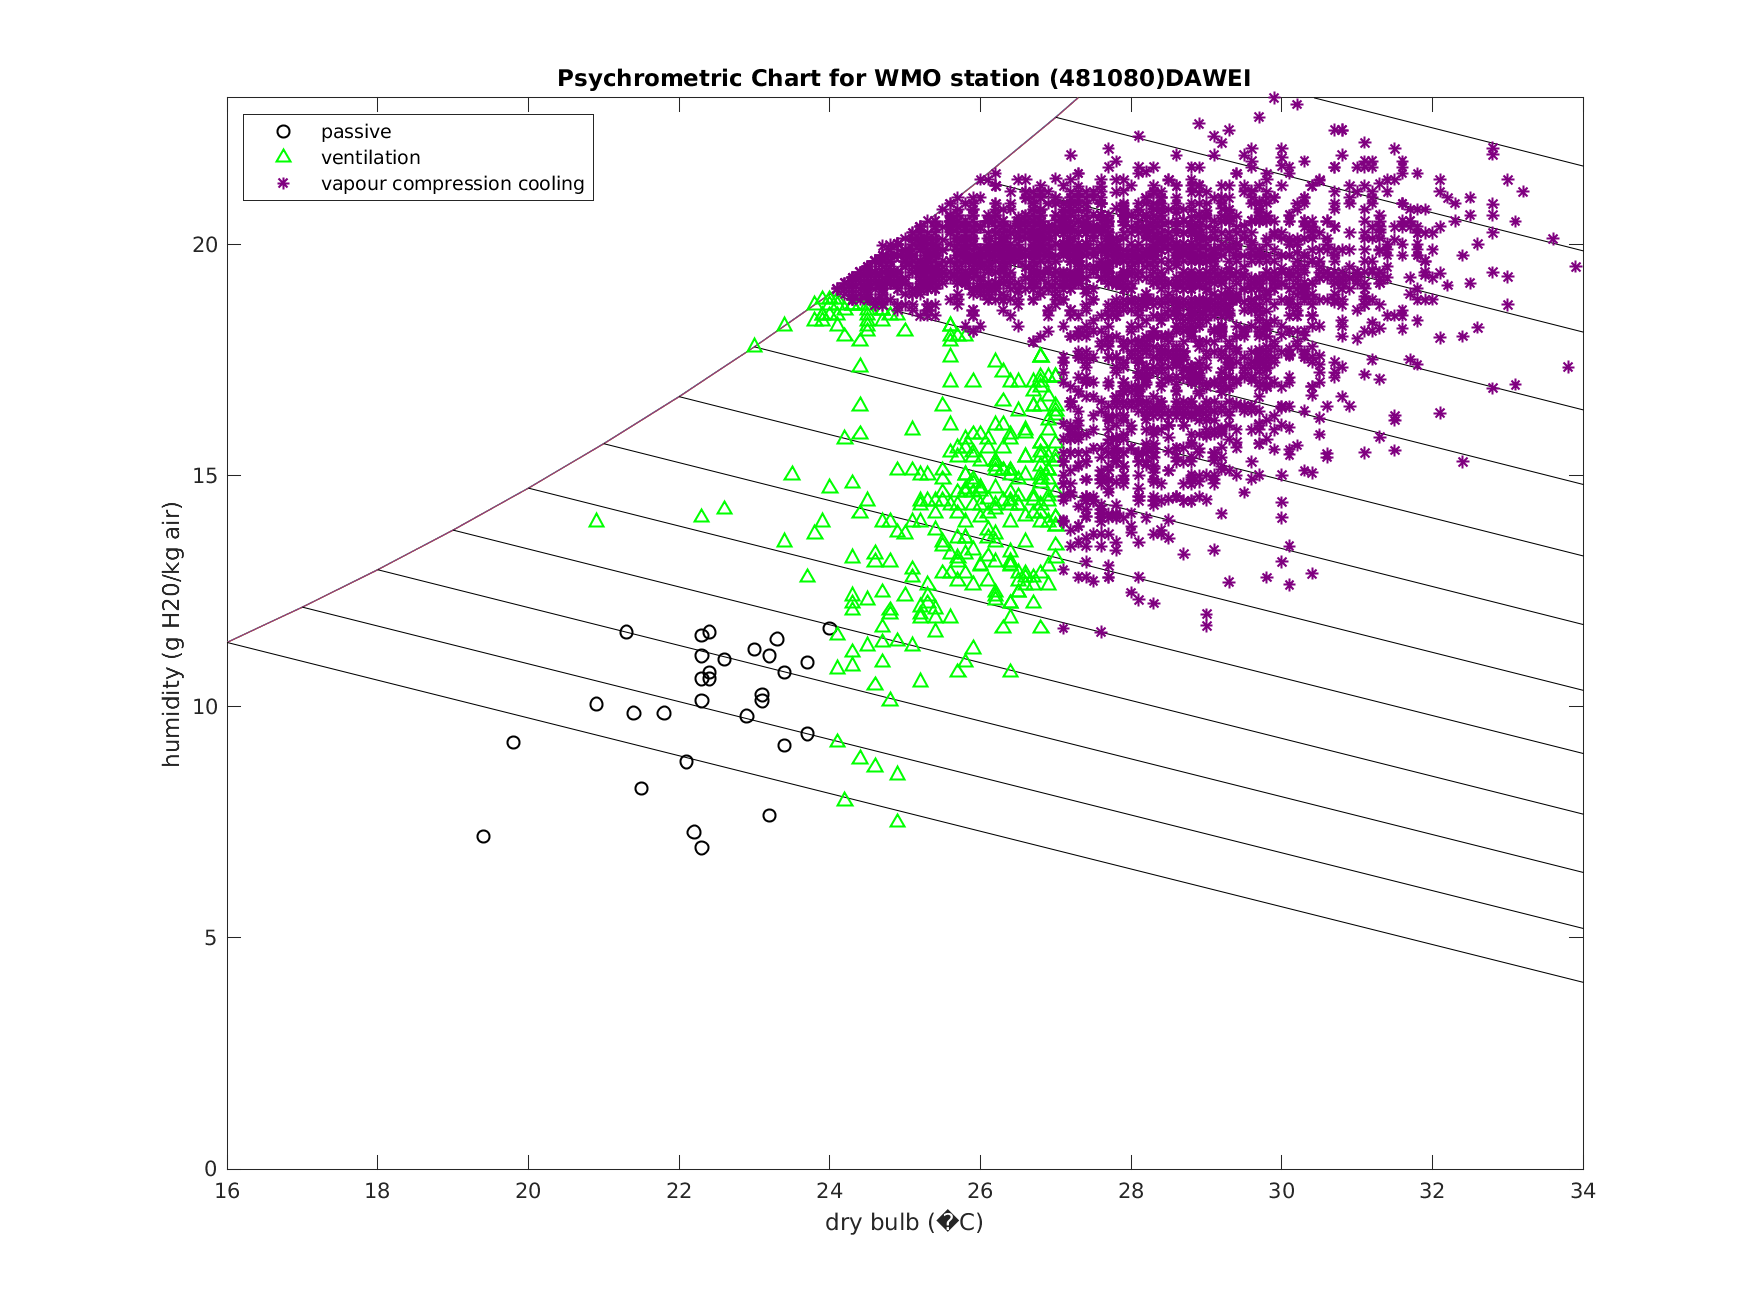 Psychrometric Chart for WMO station (481080)DAWEI
passive
ventilation
vapour compression cooling
humidity (g H20/kg air)
20
15
10
5
0
16 18 20 22 24 26 28 30 32 34
dry bulb (�C)